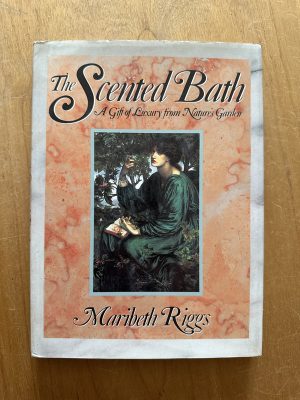 The Scented Bath
A Gift of Luxury from Nature's Garden
Maribeth Riggs